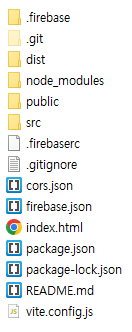 .firebase
.git
dist
node_modules
public
src
.firebaserc
.gitignore
cors.json
firebase.json
index.html
package.json
package-lock.json
README.md
vite.config.js